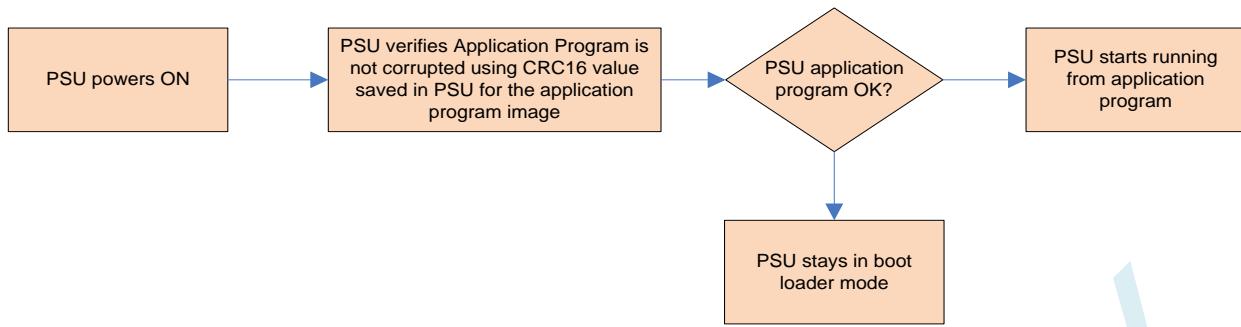 PSU powers ON
PSU verifies Application Program is
not corrupted using CRC16 value
saved in PSU for the application
program image
PSU application
program OK?
PSU starts running
from application
program
PSU stays in boot
loader mode